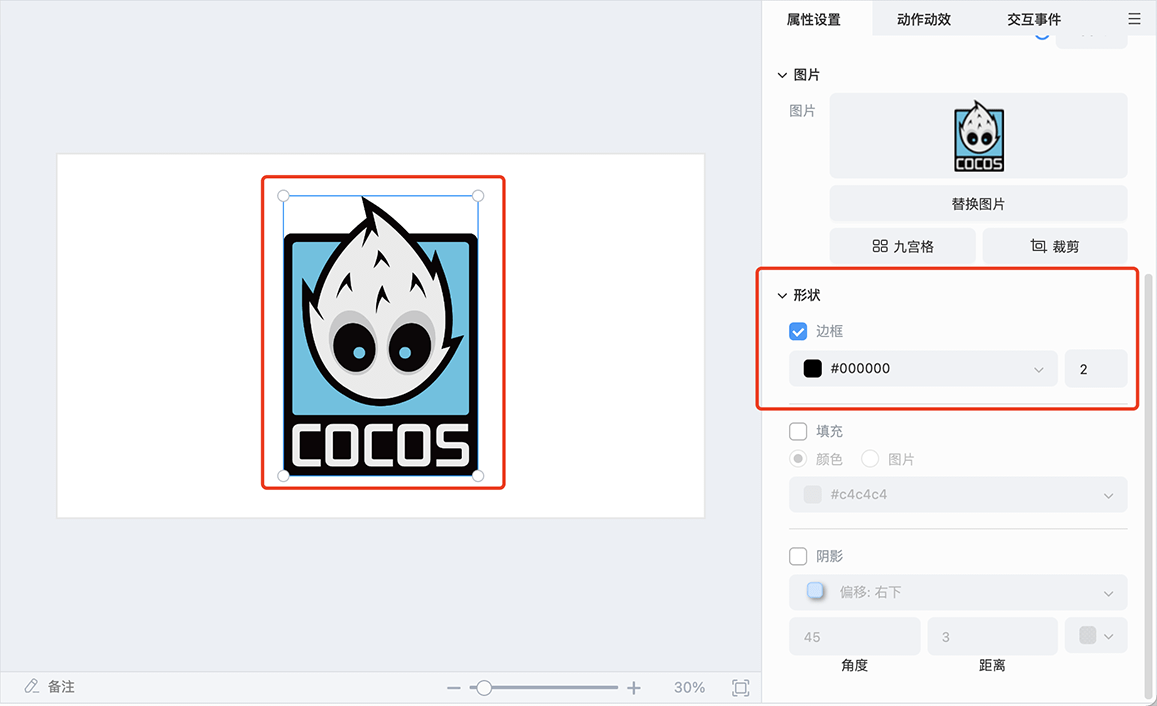 属性设置 动作动效 交互事件
图片
图片
COCOS
替换图片
九宫格 裁剪
形状
边框
#000000 2
填充
颜色 图片
#c4c4c4
阴影
偏移: 右下
45 3
角度 距离
COCOS
备注 30%